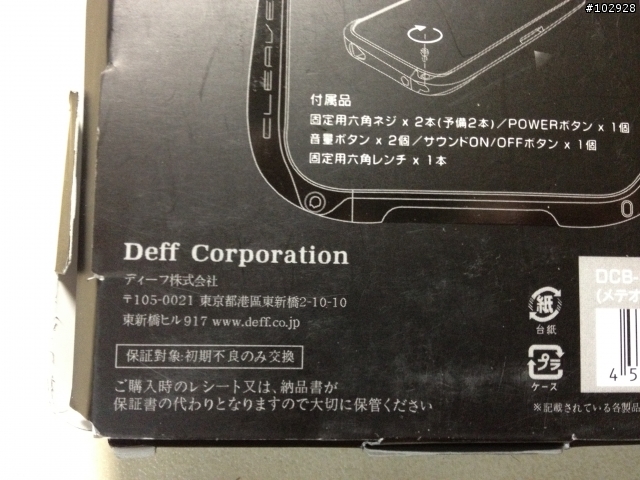 #102928
CLEAVE
付属品
固定用六角ネジ x 2本(予備2本)／POWERボタン x 1個
音量ボタン x 2個／サウンドON/OFFボタン x 1個
固定用六角レンチ x 1本
Deff Corporation
ディーフ株式会社
〒105-0021 東京都港區東新橋2-10-10
東新橋ビル917 www.deff.co.jp
保証対象:初期不良のみ交換
ご購入時のレシート又は、納品書が
保証書の代わりとなりますので大切に保管ください
DCB-
(メテオ
紙
台紙
プラ
ケース
4 5
※記載されている各製品